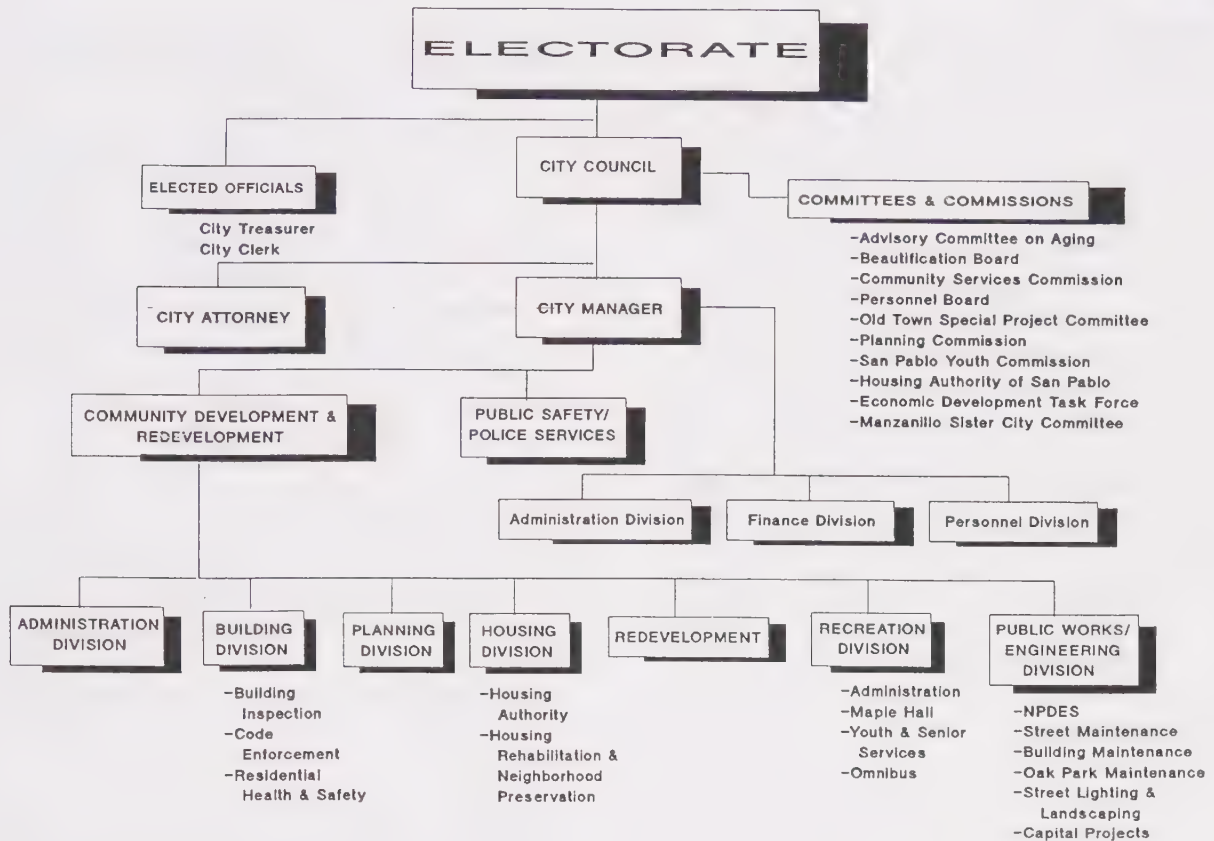 ELECTORATE
CITY COUNCIL
ELECTED OFFICIALS
City Treasurer
City Clerk
COMMITTEES & COMMISSIONS
-Advisory Committee on Aging
-Beautification Board
-Community Services Commission
-Personnel Board
-Old Town Special Project Committee
-Planning Commission
-San Pablo Youth Commission
-Housing Authority of San Pablo
-Economic Development Task Force
-Manzanillo Sister City Committee
CITY ATTORNEY
CITY MANAGER
COMMUNITY DEVELOPMENT &
REDEVELOPMENT
PUBLIC SAFETY/
POLICE SERVICES
Administration Division
Finance Division
Personnel Division
ADMINISTRATION
DIVISION
BUILDING
DIVISION
-Building
Inspection
-Code
Enforcement
-Residential
Health & Safety
PLANNING
DIVISION
HOUSING
DIVISION
-Housing
Authority
-Housing
Rehabilitation &
Neighborhood
Preservation
REDEVELOPMENT
RECREATION
DIVISION
-Administration
-Maple Hall
-Youth & Senior
Services
-Omnibus
PUBLIC WORKS/
ENGINEERING
DIVISION
-NPDES
-Street Maintenance
-Building Maintenance
-Oak Park Maintenance
-Street Lighting &
Landscaping
-Capital Projects